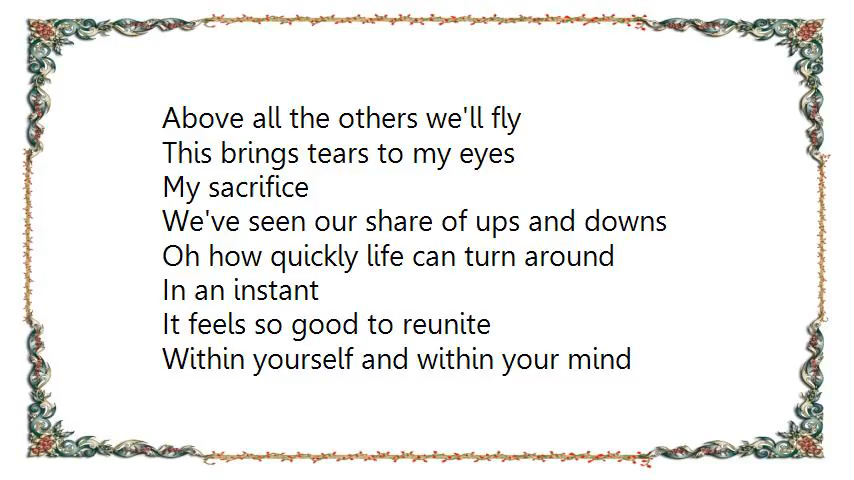 Above all the others we'll fly
This brings tears to my eyes
My sacrifice
We've seen our share of ups and downs
Oh how quickly life can turn around
In an instant
It feels so good to reunite
Within yourself and within your mind